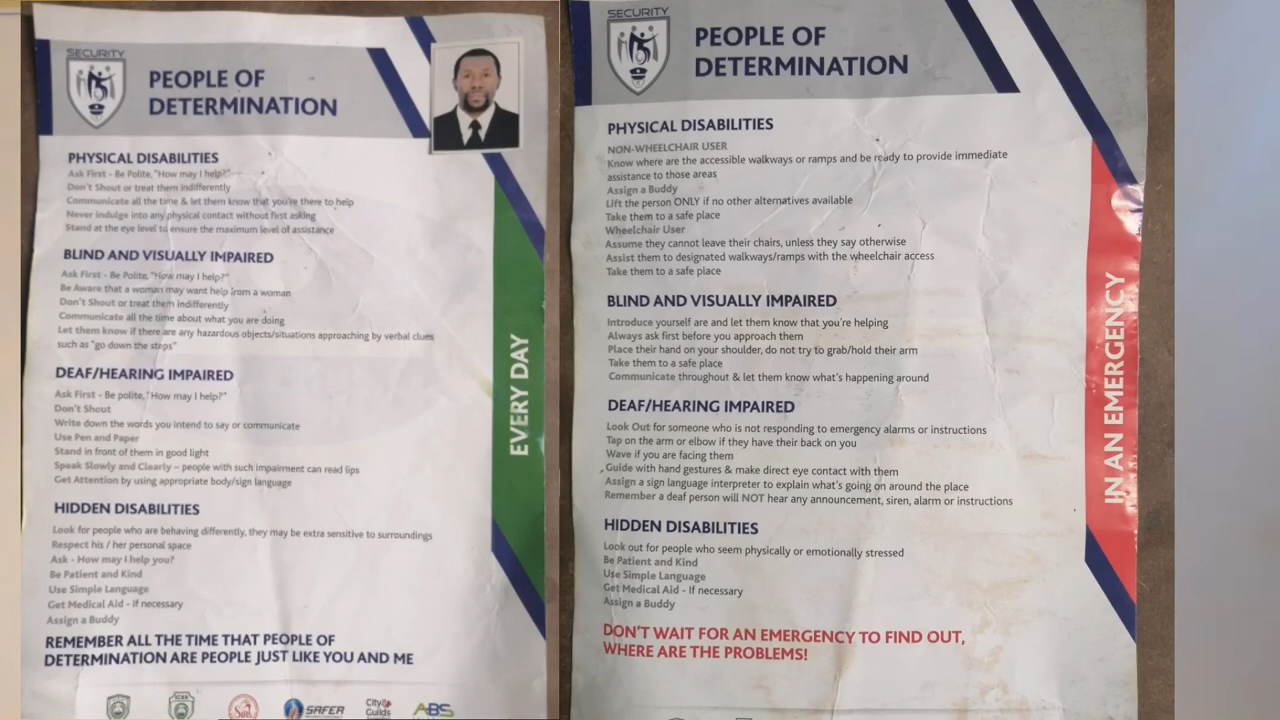 SECURITY
PEOPLE OF
DETERMINATION
PHYSICAL DISABILITIES
Ask First - Be Polite, "How may I help?"
Don't Shout or treat them indifferently
Communicate all the time & let them know that you're there to help
Never indulge into any physical contact without first asking
Stand at the eye level to ensure the maximum level of assistance
BLIND AND VISUALLY IMPAIRED
Ask First - Be Polite, "How may I help?"
Be Aware that a woman may want help from a woman
Don't Shout or treat them indifferently
Communicate all the time about what you are doing
Let them know if there are any hazardous objects/situations approaching by verbal clues
such as "go down the steps"
DEAF/HEARING IMPAIRED
Ask First - Be polite, "How may I help?"
Don't Shout
Write down the words you intend to say or communicate
Use Pen and Paper
Stand in front of them in good light
Speak Slowly and Clearly – people with such impairment can read lips
Get Attention by using appropriate body/sign language
HIDDEN DISABILITIES
Look for people who are behaving differently, they may be extra sensitive to surroundings
Respect his / her personal space
Ask - How may I help you?
Be Patient and Kind
Use Simple Language
Get Medical Aid - If necessary
Assign a Buddy
REMEMBER ALL THE TIME THAT PEOPLE OF
DETERMINATION ARE PEOPLE JUST LIKE YOU AND ME
EVERY DAY
SAFER
City&
Guilds
ABS
SECURITY
PEOPLE OF
DETERMINATION
PHYSICAL DISABILITIES
NON-WHEELCHAIR USER
Know where are the accessible walkways or ramps and be ready to provide immediate
assistance to those areas
Assign a Buddy
Lift the person ONLY if no other alternatives available
Take them to a safe place
Wheelchair User
Assume they cannot leave their chairs, unless they say otherwise
Assist them to designated walkways/ramps with the wheelchair access
Take them to a safe place
BLIND AND VISUALLY IMPAIRED
Introduce yourself are and let them know that you're helping
Always ask first before you approach them
Place their hand on your shoulder, do not try to grab/hold their arm
Take them to a safe place
Communicate throughout & let them know what's happening around
DEAF/HEARING IMPAIRED
Look Out for someone who is not responding to emergency alarms or instructions
Tap on the arm or elbow if they have their back on you
Wave if you are facing them
Guide with hand gestures & make direct eye contact with them
Assign a sign language interpreter to explain what's going on around the place
Remember a deaf person will NOT hear any announcement, siren, alarm or instructions
HIDDEN DISABILITIES
Look out for people who seem physically or emotionally stressed
Be Patient and Kind
Use Simple Language
Get Medical Aid - If necessary
Assign a Buddy
DON'T WAIT FOR AN EMERGENCY TO FIND OUT,
WHERE ARE THE PROBLEMS!
IN AN EMERGENCY